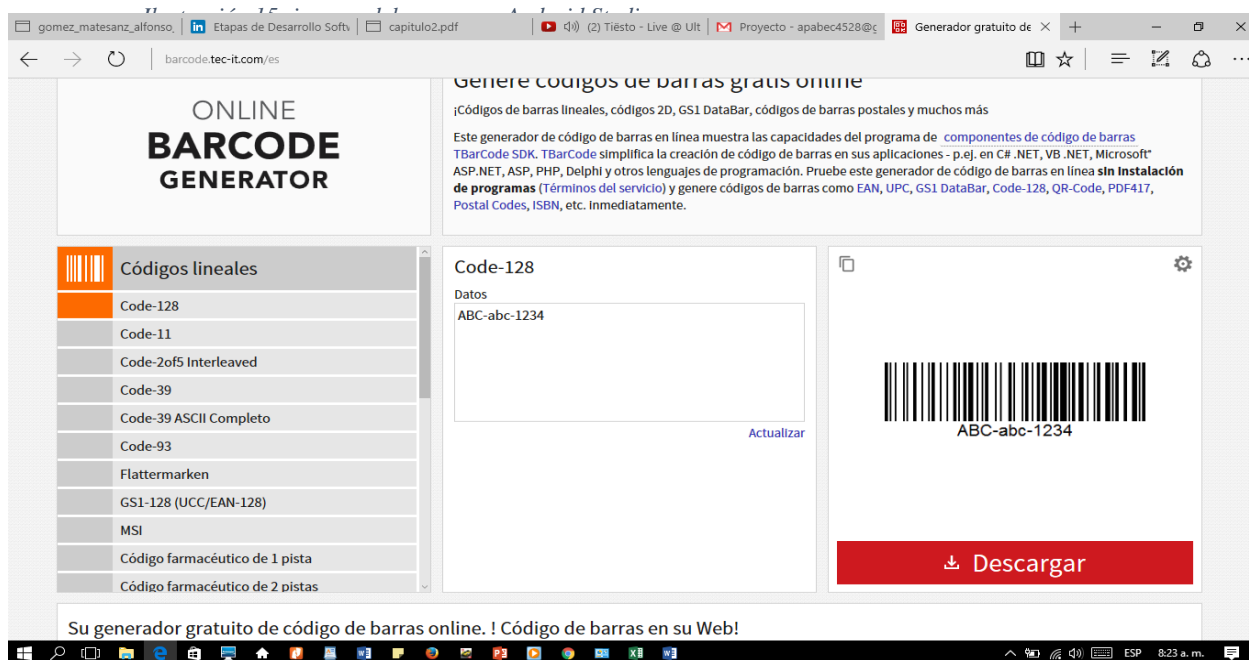 gomez_matesanz_alfonso_
Etapas de Desarrollo Softv
capitulo2.pdf
(2) Tiësto - Live @ Ult
Proyecto - apabec4528@g
Generador gratuito de
barcode.tec-it.com/es
ONLINE
BARCODE
GENERATOR
Genere códigos de barras gratis online
¡Códigos de barras lineales, códigos 2D, GS1 DataBar, códigos de barras postales y muchos más
Este generador de código de barras en línea muestra las capacidades del programa de componentes de código de barras
TBarCode SDK. TBarCode simplifica la creación de código de barras en sus aplicaciones - p.ej. en C# .NET, VB .NET, Microsoft®
ASP.NET, ASP, PHP, Delphi y otros lenguajes de programación. Pruebe este generador de código de barras en línea sin instalación
de programas (Términos del servicio) y genere códigos de barras como EAN, UPC, GS1 DataBar, Code-128, QR-Code, PDF417,
Postal Codes, ISBN, etc. inmediatamente.
Códigos lineales
Code-128
Code-11
Code-2of5 Interleaved
Code-39
Code-39 ASCII Completo
Code-93
Flattermarken
GS1-128 (UCC/EAN-128)
MSI
Código farmacéutico de 1 pista
Código farmacéutico de 2 pistas
Code-128
Datos
ABC-abc-1234
Actualizar
ABC-abc-1234
Descargar
Su generador gratuito de código de barras online. ! Código de barras en su Web!
ESP
8:23 a. m.